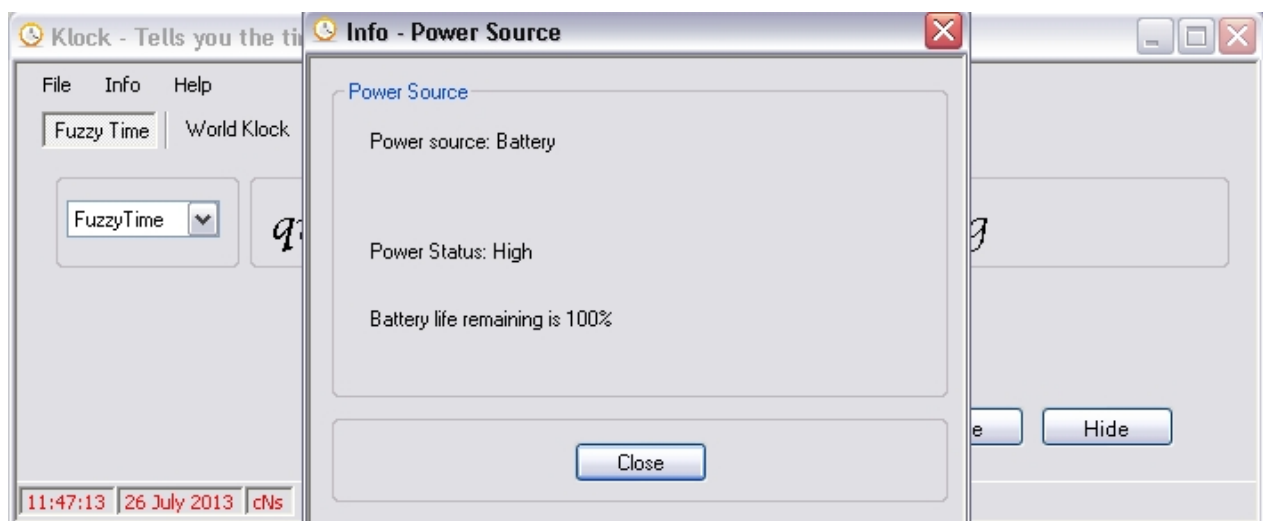 Klock - Tells you the
Info - Power Source
File Info Help
Fuzzy Time World Klock
Power Source
Power source: Battery
FuzzyTime
Power Status: High
Battery life remaining is 100%
Hide
Close
11:47:13 26 July 2013 cNs